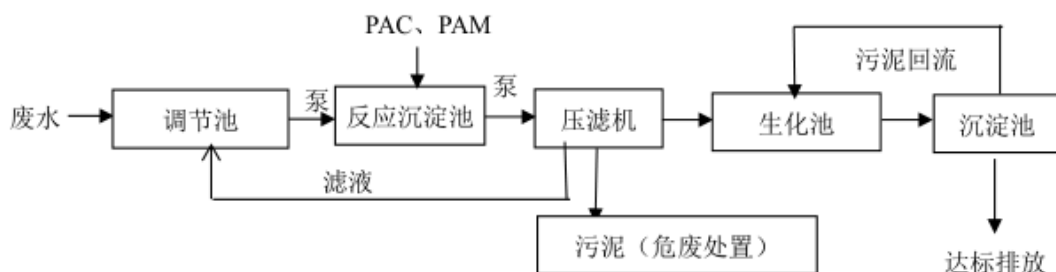 PAC、PAM
污泥回流
泵
泵
废水
调节池
反应沉淀池
压滤机
生化池
沉淀池
滤液
污泥（危废处置）
达标排放